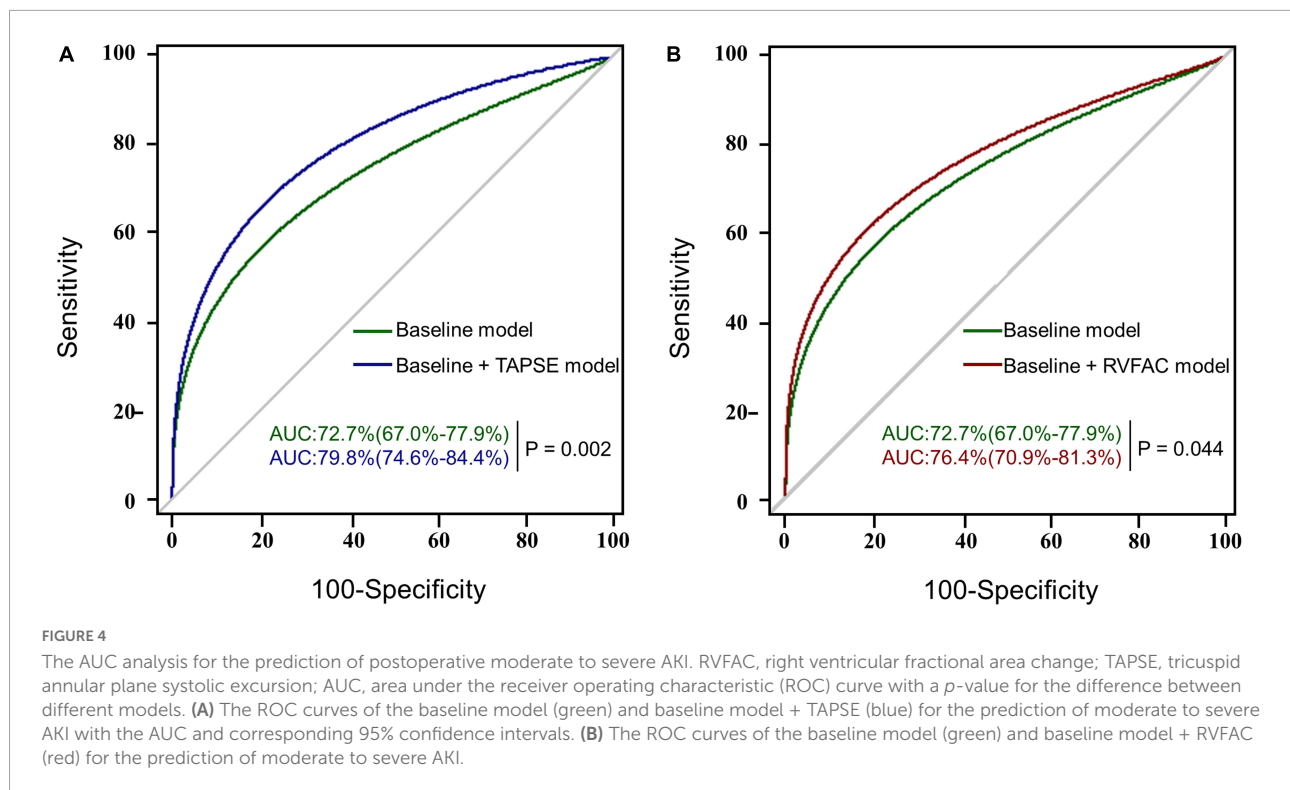 A
100
80
60
40
20
0
Sensitivity
Baseline model
Baseline + TAPSE model
AUC:72.7%(67.0%-77.9%)
AUC:79.8%(74.6%-84.4%)
P = 0.002
0 20 40 60 80 100
100-Specificity
B
100
80
60
40
20
0
Sensitivity
Baseline model
Baseline + RVFAC model
AUC:72.7%(67.0%-77.9%)
AUC:76.4%(70.9%-81.3%)
P = 0.044
0 20 40 60 80 100
100-Specificity
FIGURE 4
The AUC analysis for the prediction of postoperative moderate to severe AKI. RVFAC, right ventricular fractional area change; TAPSE, tricuspid
annular plane systolic excursion; AUC, area under the receiver operating characteristic (ROC) curve with a p-value for the difference between
different models. (A) The ROC curves of the baseline model (green) and baseline model + TAPSE (blue) for the prediction of moderate to severe
AKI with the AUC and corresponding 95% confidence intervals. (B) The ROC curves of the baseline model (green) and baseline model + RVFAC
(red) for the prediction of moderate to severe AKI.